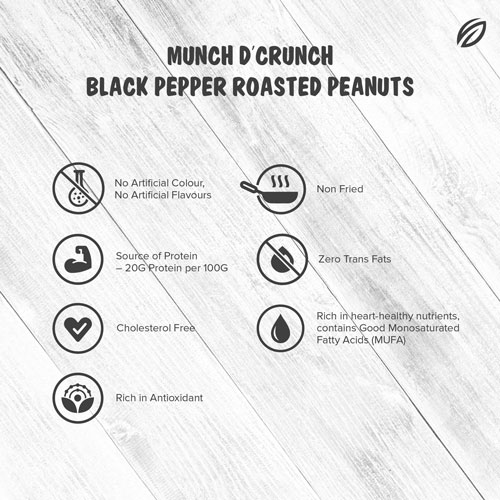 MUNCH D'CRUNCH
BLACK PEPPER ROASTED PEANUTS
No Artificial Colour,
No Artificial Flavours
Non Fried
Source of Protein
– 20G Protein per 100G
Zero Trans Fats
Cholesterol Free
Rich in heart-healthy nutrients,
contains Good Monosaturated
Fatty Acids (MUFA)
Rich in Antioxidant